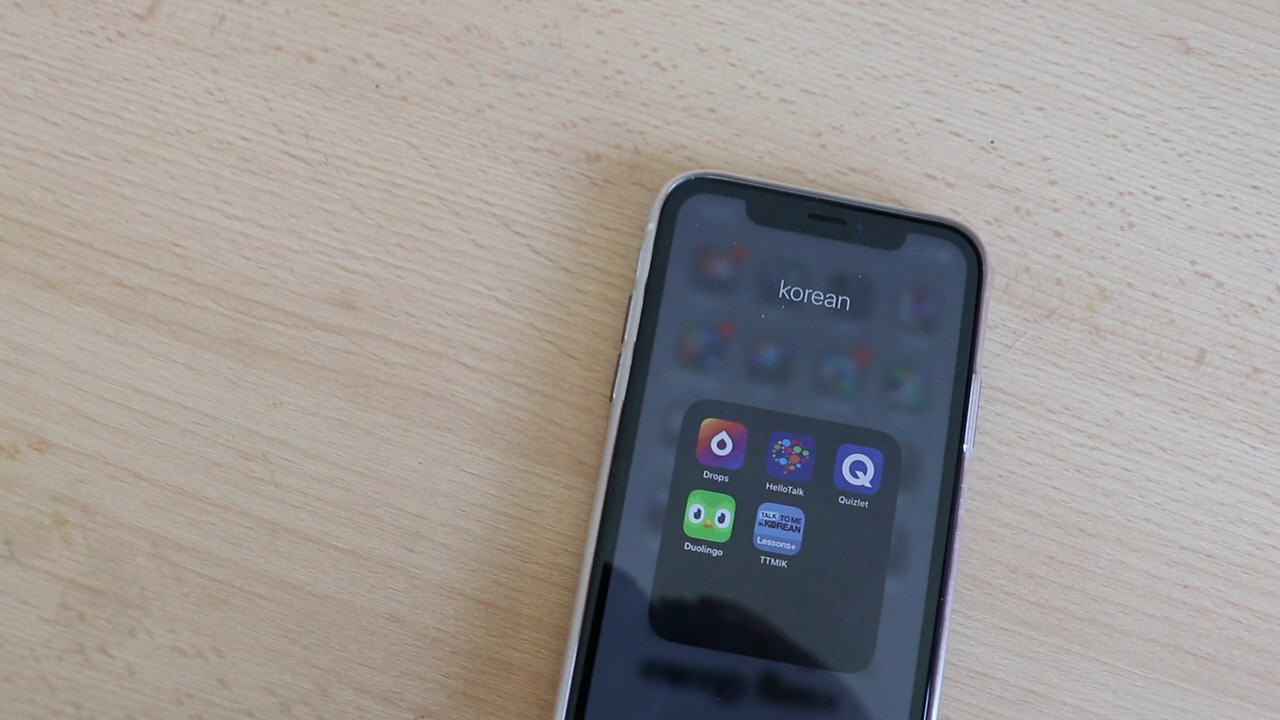 korean
Drops
HelloTalk
Quizlet
Duolingo
TALK TO ME
IN KOREAN
Lessons+
TTMIK